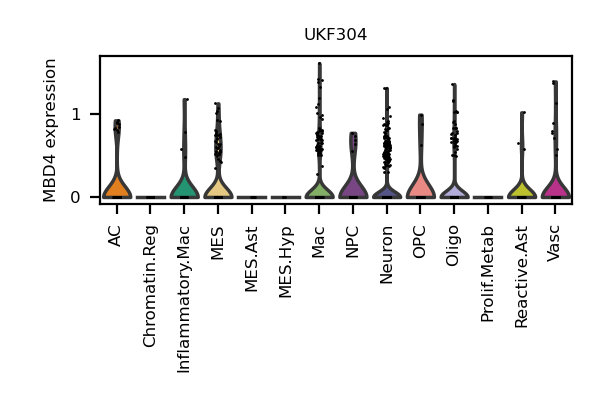 UKF304
MBD4 expression
1
0
AC
Chromatin.Reg
Inflammatory.Mac
MES
MES.Ast
MES.Hyp
Mac
NPC
Neuron
OPC
Oligo
Prolif.Metab
Reactive.Ast
Vasc